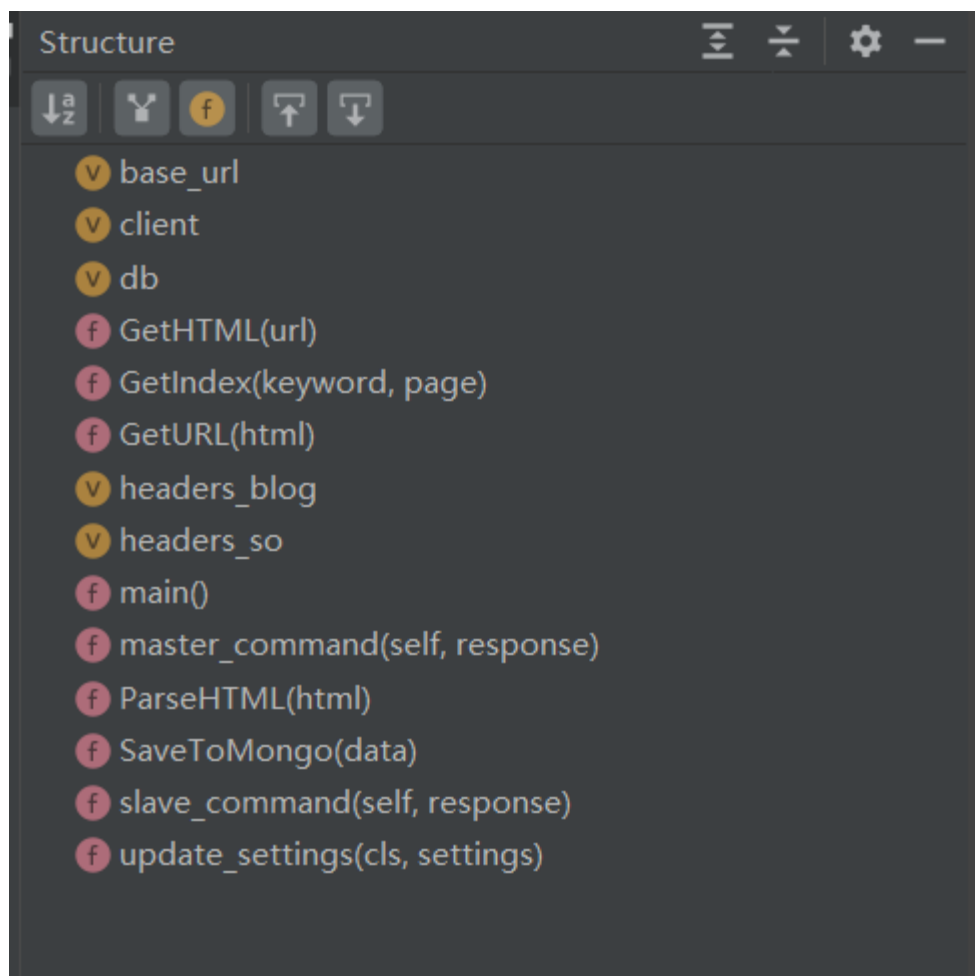 Structure
base_url
client
db
GetHTML(url)
GetIndex(keyword, page)
GetURL(html)
headers_blog
headers_so
main()
master_command(self, response)
ParseHTML(html)
SaveToMongo(data)
slave_command(self, response)
update_settings(cls, settings)